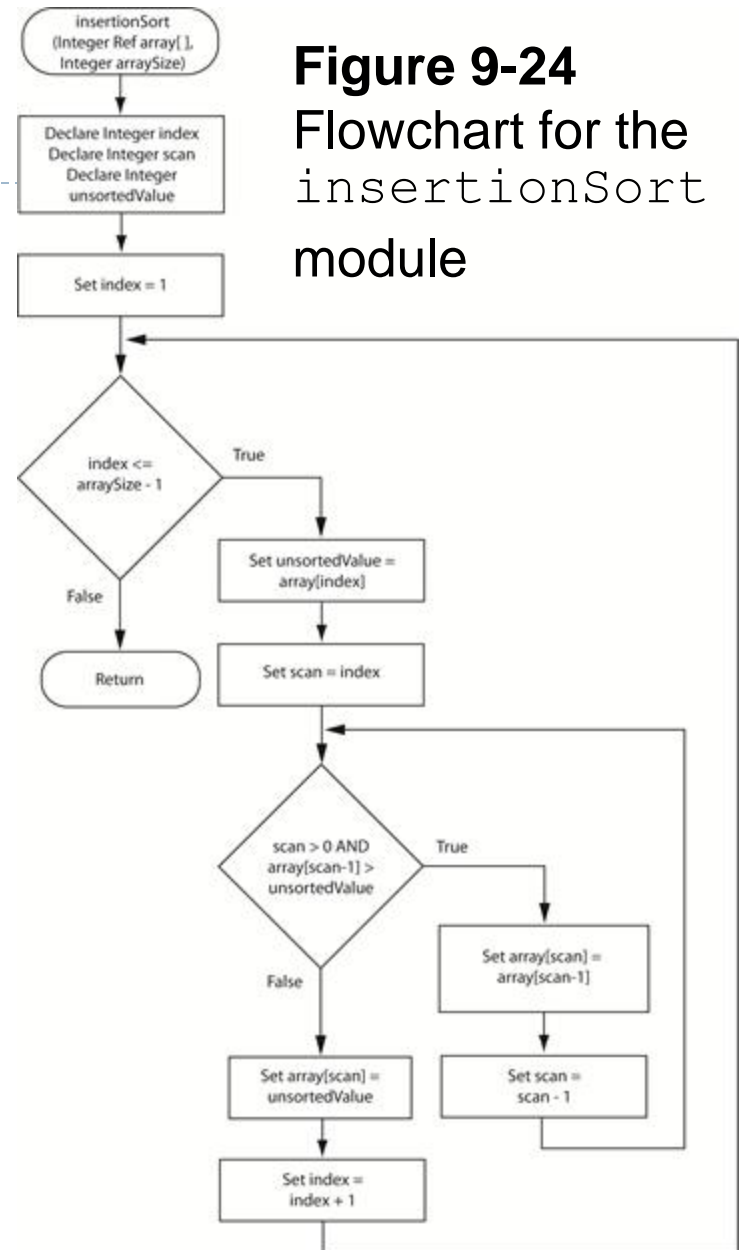 insertionSort
(Integer Ref array[ ],
Integer arraySize)
Figure 9-24
Flowchart for the
insertionSort
module
Declare Integer index
Declare Integer scan
Declare Integer
unsortedValue
Set index = 1
index <=
arraySize - 1
True
False
Set unsortedValue =
array[index]
Return
Set scan = index
scan > 0 AND
array[scan-1] >
unsortedValue
True
False
Set array[scan] =
array[scan-1]
Set array[scan] =
unsortedValue
Set scan =
scan - 1
Set index =
index + 1